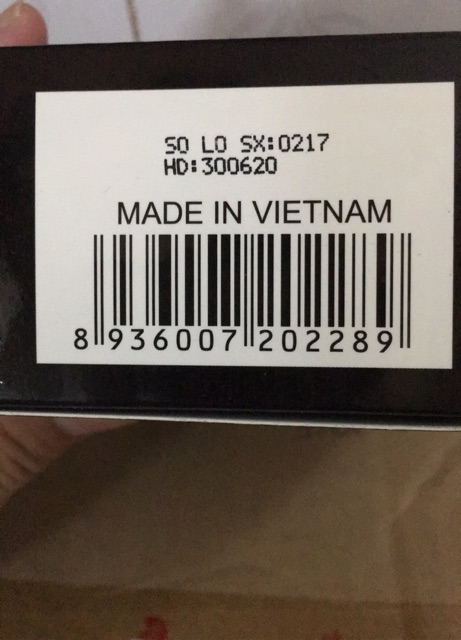 SO LO SX:0217
HD:300620
MADE IN VIETNAM
8 936007 202289